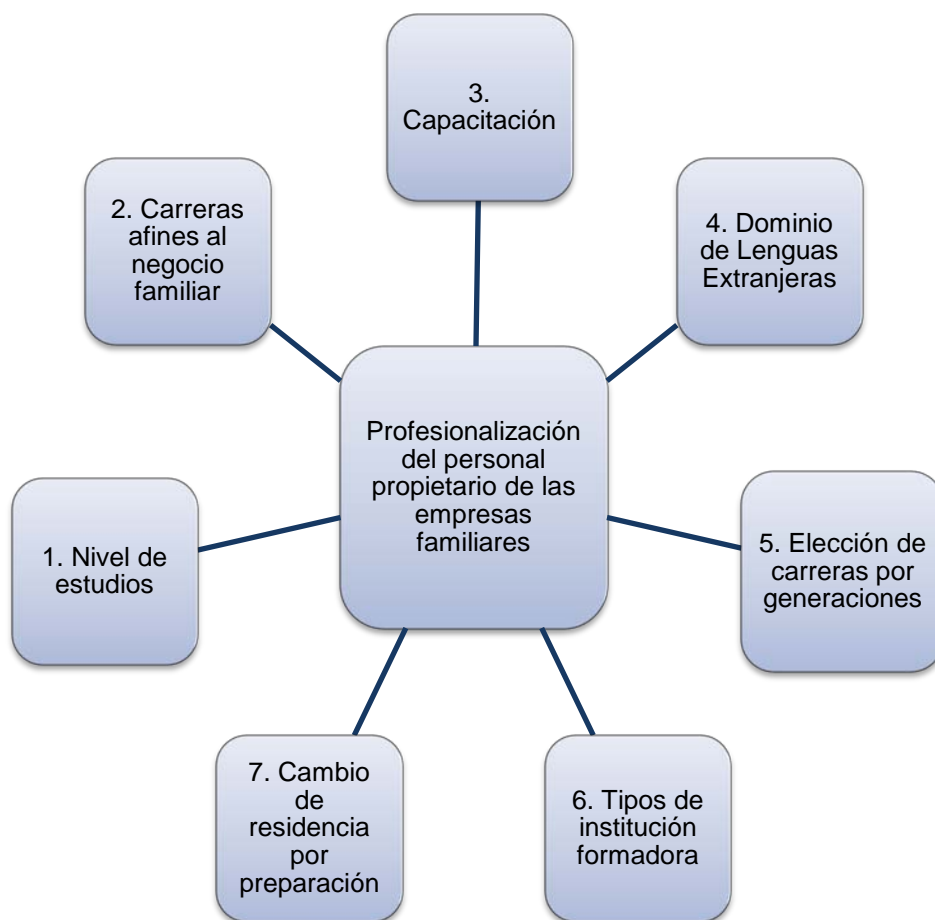 3.
Capacitación
2. Carreras
afines al
negocio
familiar
4. Dominio
de Lenguas
Extranjeras
Profesionalización
del personal
propietario de las
empresas
familiares
1. Nivel de
estudios
5. Elección de
carreras por
generaciones
7. Cambio
de
residencia
por
preparación
6. Tipos de
institución
formadora